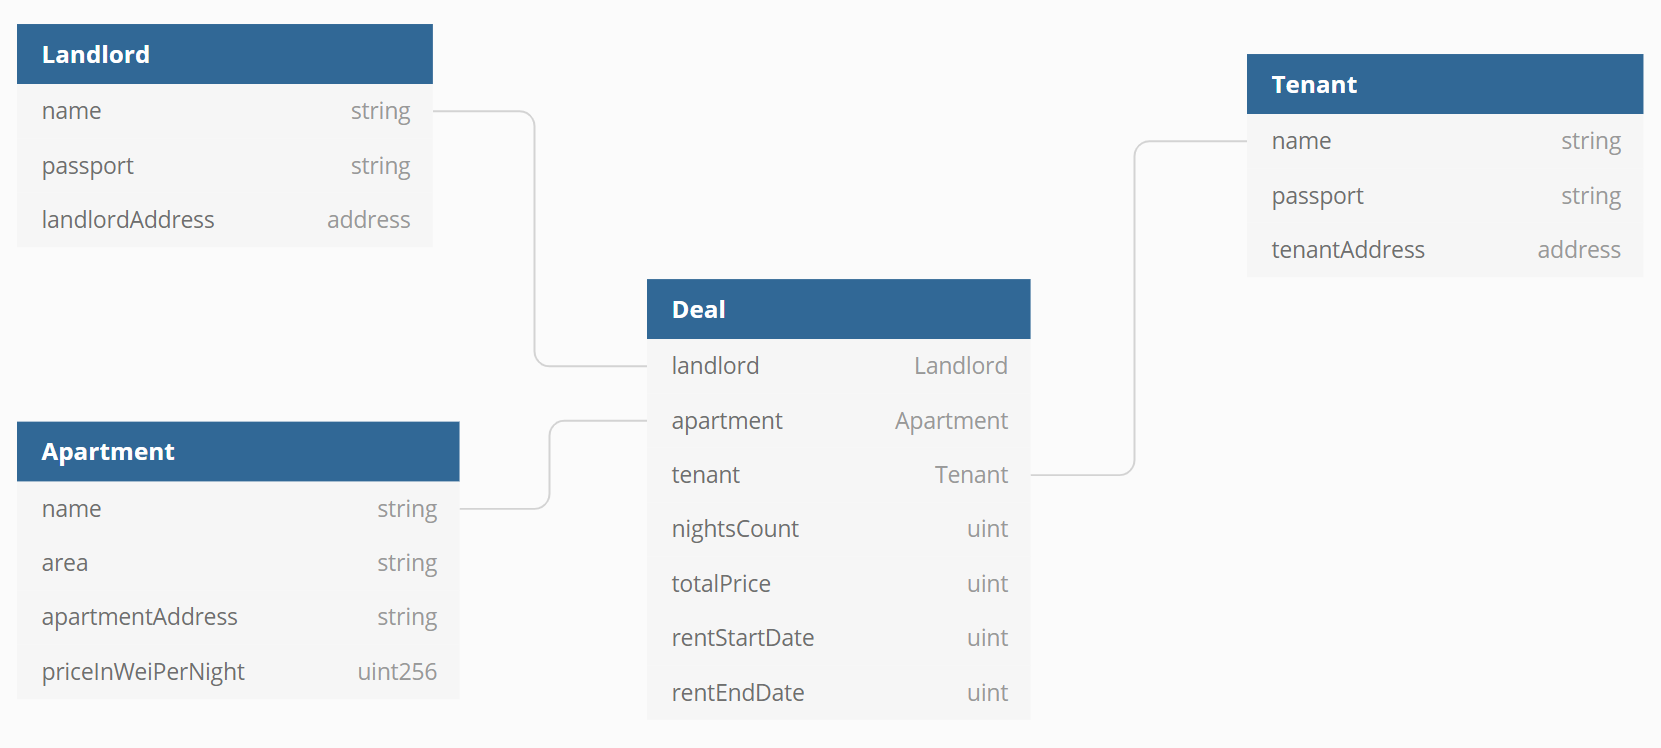 Landlord
name string
passport string
landlordAddress address
Apartment
name string
area string
apartmentAddress string
priceInWeiPerNight uint256
Deal
landlord Landlord
apartment Apartment
tenant Tenant
nightsCount uint
totalPrice uint
rentStartDate uint
rentEndDate uint
Tenant
name string
passport string
tenantAddress address